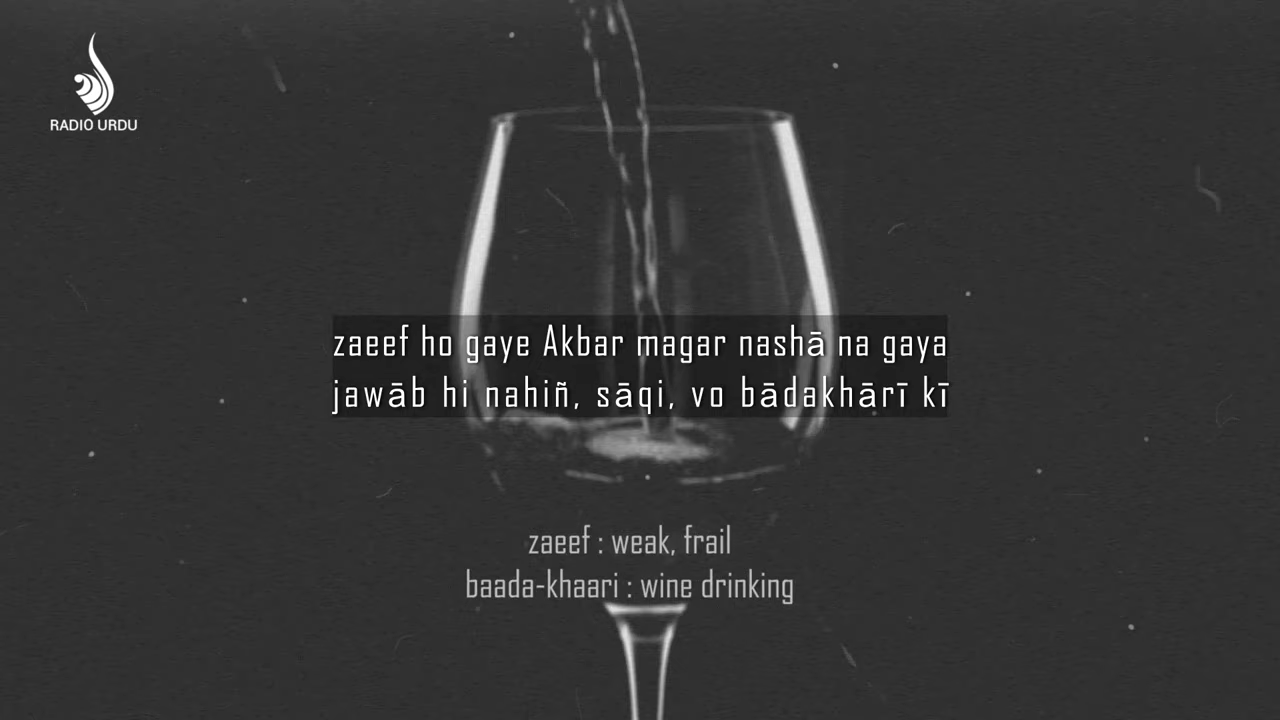 RADIO URDU
zaeef ho gaye Akbar magar nashā na gaya
jawāb hi nahiñ, sāqi, vo bādakhārī kī
zaeef : weak, frail
baada-khaari : wine drinking